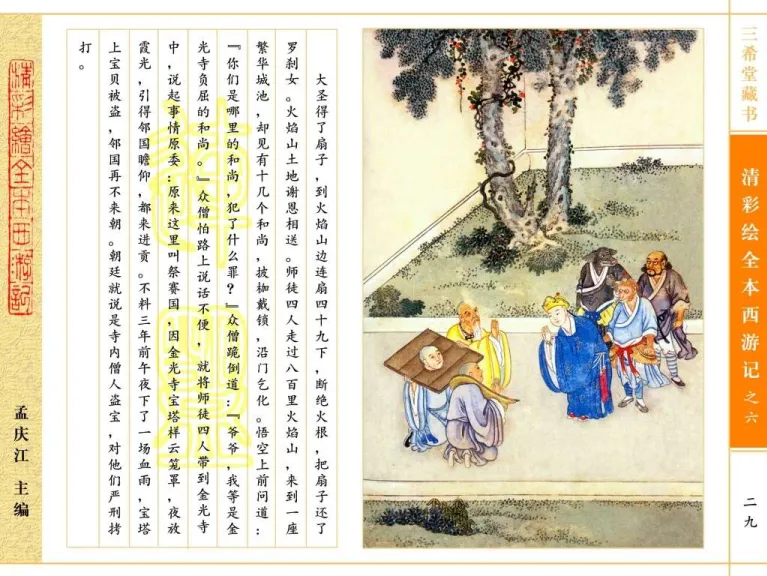 三希堂藏书
清彩绘全本西游记之六
二九
大圣得了扇子，到火焰山边连扇四十九下，断绝火根，把扇子还了
罗刹女。火焰山土地谢恩相送。师徒四人走过八百里火焰山，来到一座
繁华城池，却见有十几个和尚，披枷戴锁，沿门乞化。悟空上前问道：
『你们是哪里的和尚，犯了什么罪？』众僧跪倒道：『爷爷，我等是金
光寺负屈的和尚。』众僧怕路上说话不便，就将师徒四人带到金光寺
中，说起事情原委：原来这里叫祭赛国，因金光寺宝塔祥云笼罩，夜放
霞光，引得邻国瞻仰，都来进贡。不料三年前午夜下了一场血雨，宝塔
上宝贝被盗，邻国再不来朝。朝廷就说是寺内僧人盗宝，对他们严刑拷
打。
清彩繪全本西游記
孟庆江 主编